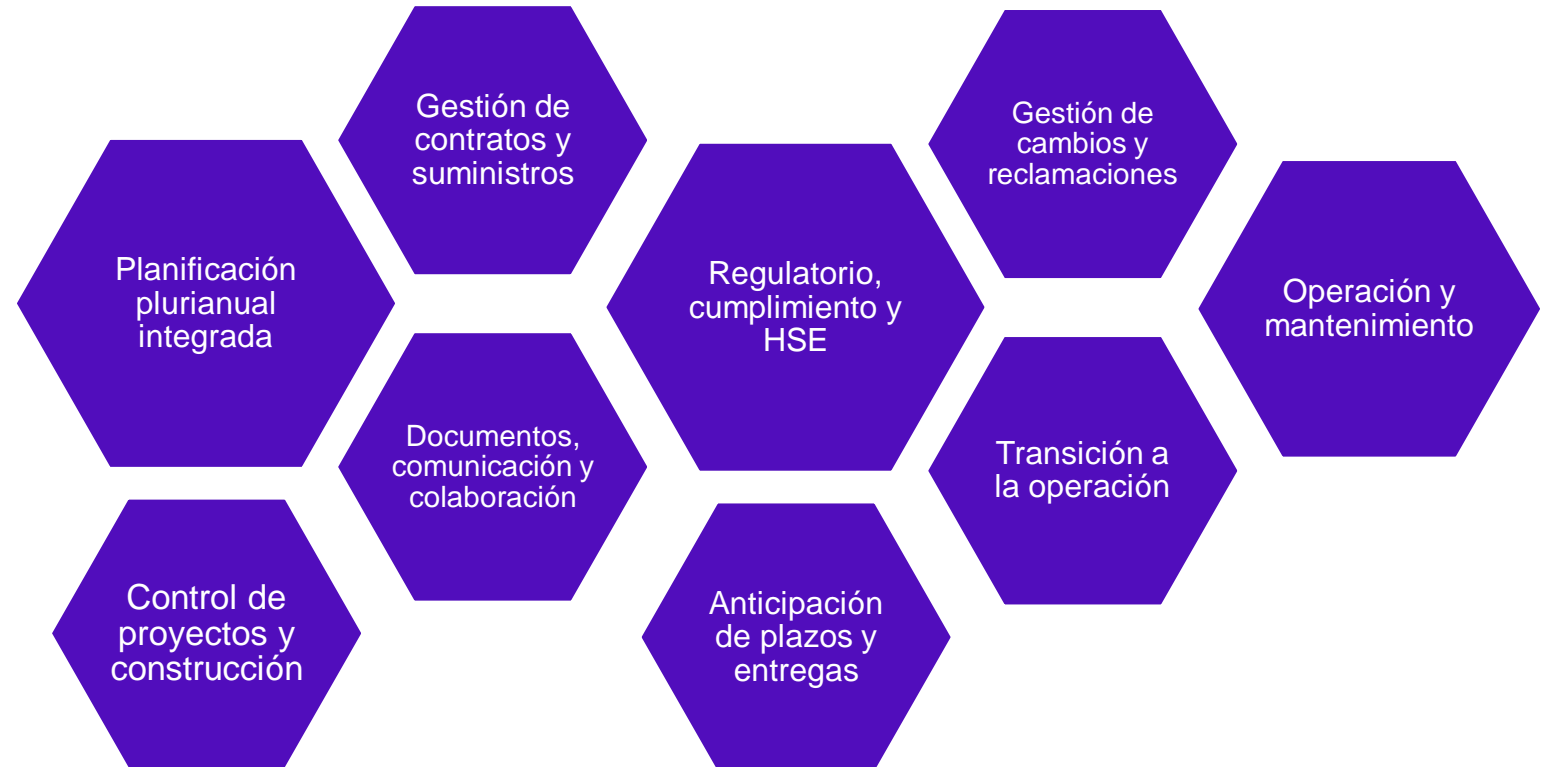 Gestión de
contratos y
suministros
Gestión de
cambios y
reclamaciones
Planificación
plurianual
integrada
Regulatorio,
cumplimiento y
HSE
Operación y
mantenimiento
Documentos,
comunicación y
colaboración
Transición a
la operación
Control de
proyectos y
construcción
Anticipación
de plazos y
entregas